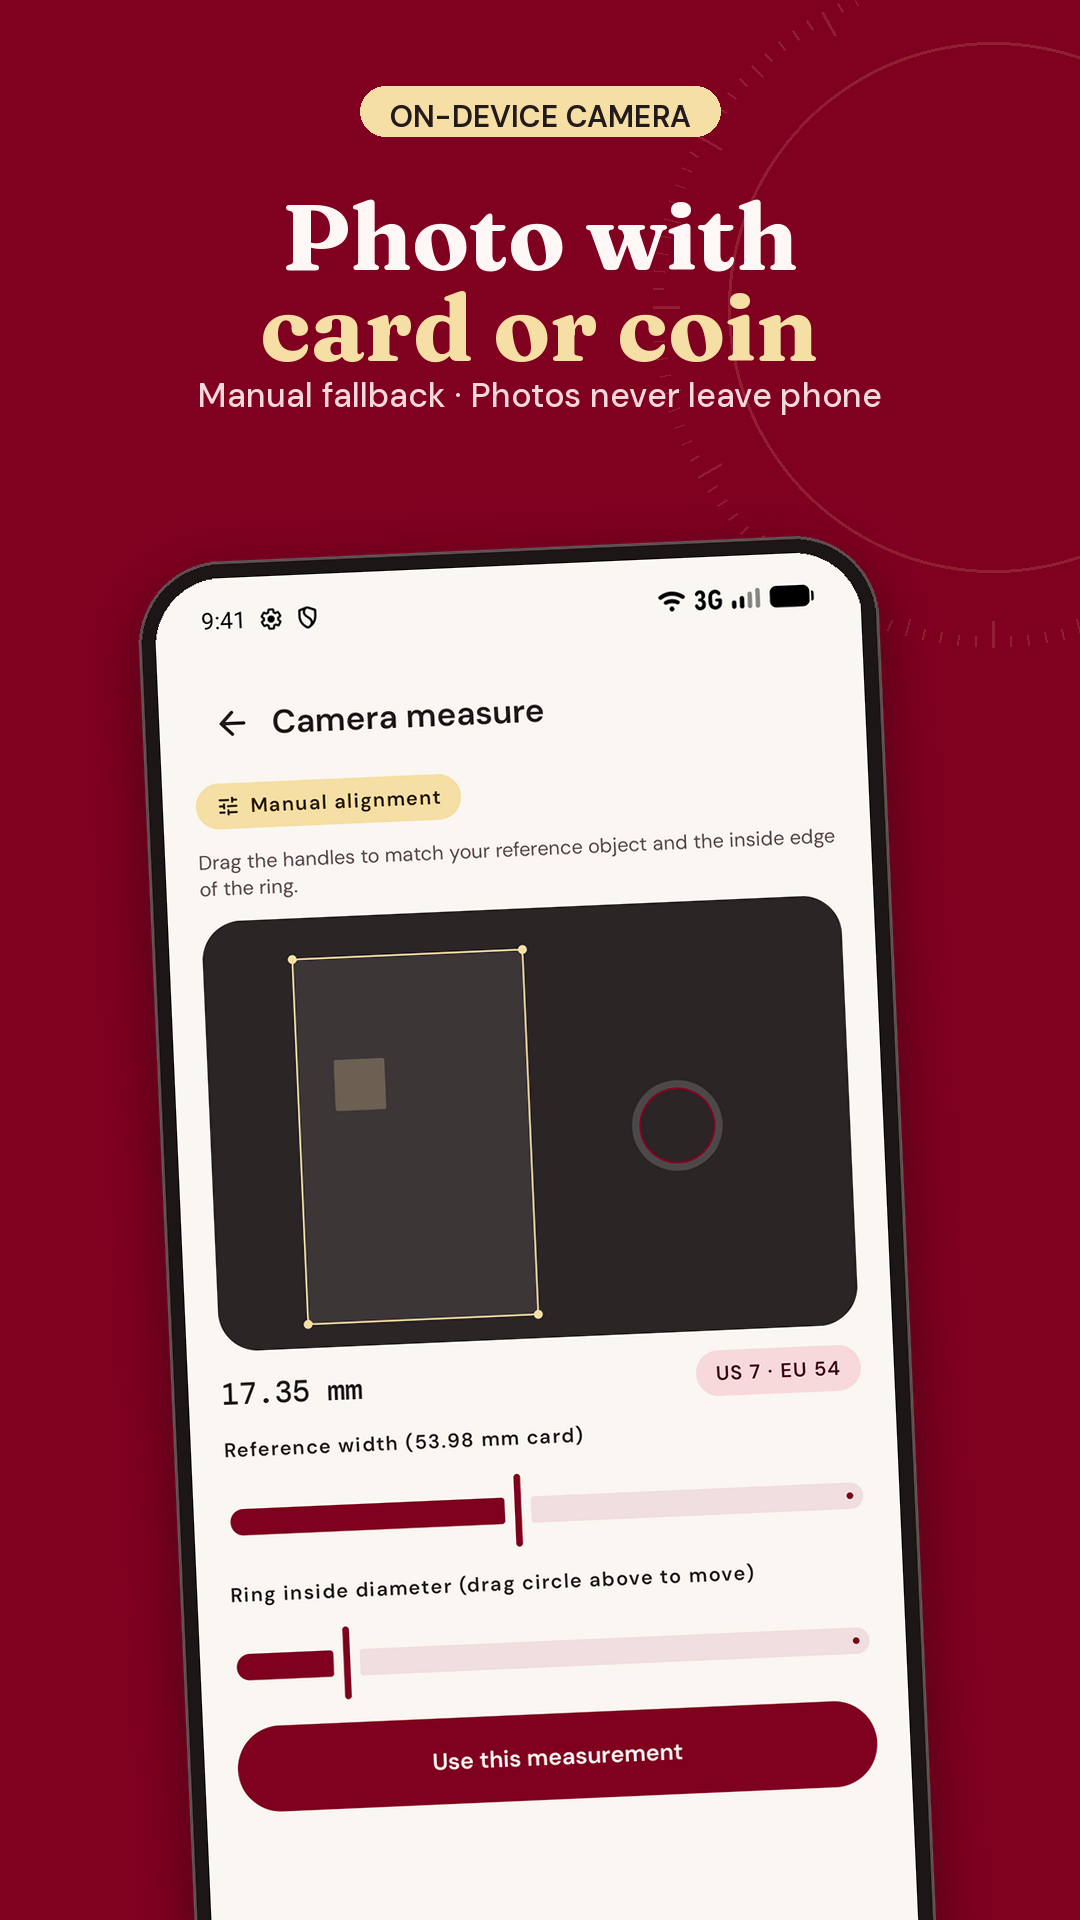 ON-DEVICE CAMERA
Photo with
card or coin
Manual fallback · Photos never leave phone
9:41
3G
Camera measure
Manual alignment
Drag the handles to match your reference object and the inside edge
of the ring.
17.35 mm
US 7 · EU 54
Reference width (53.98 mm card)
Ring inside diameter (drag circle above to move)
Use this measurement